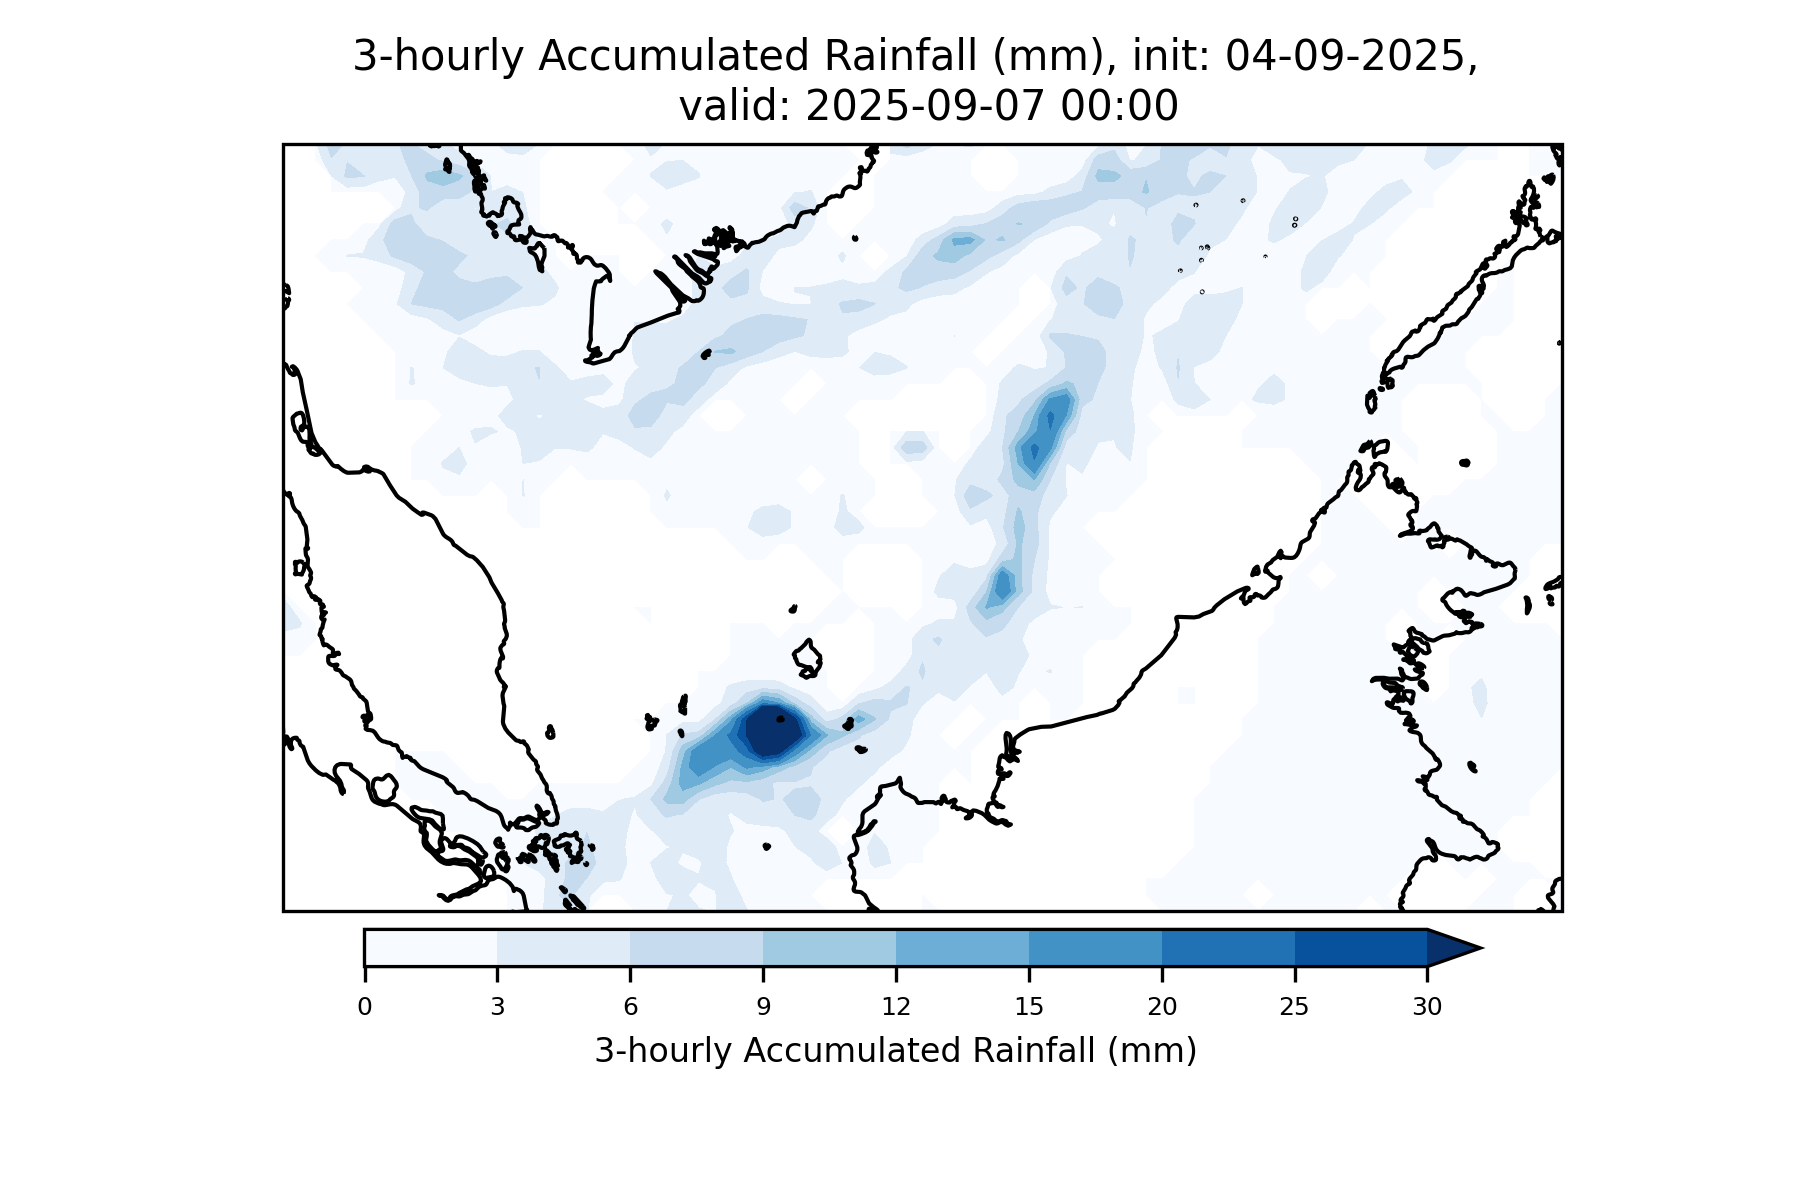 3-hourly Accumulated Rainfall (mm), init: 04-09-2025,
valid: 2025-09-07 00:00
0 3 6 9 12 15 20 25 30
3-hourly Accumulated Rainfall (mm)